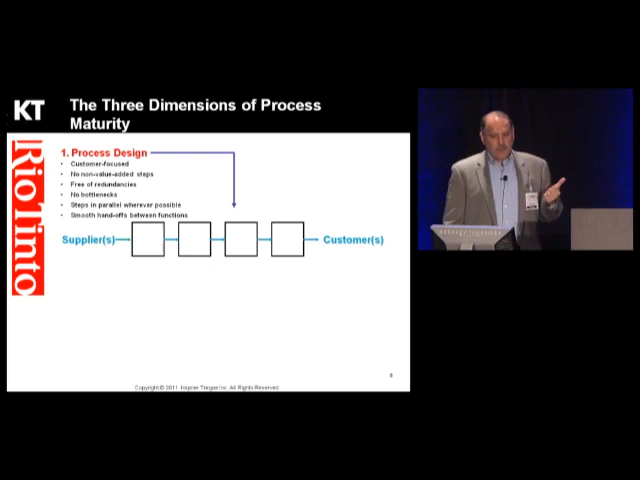 KT
The Three Dimensions of Process
Maturity
RioTinto
1. Process Design
• Customer-focused
• No non-value-added steps
• Free of redundancies
• No bottlenecks
• Steps in parallel wherever possible
• Smooth hand-offs between functions
Supplier(s)
Customer(s)
Copyright © 2011 Kepner Tregoe Inc. All Rights Reserved